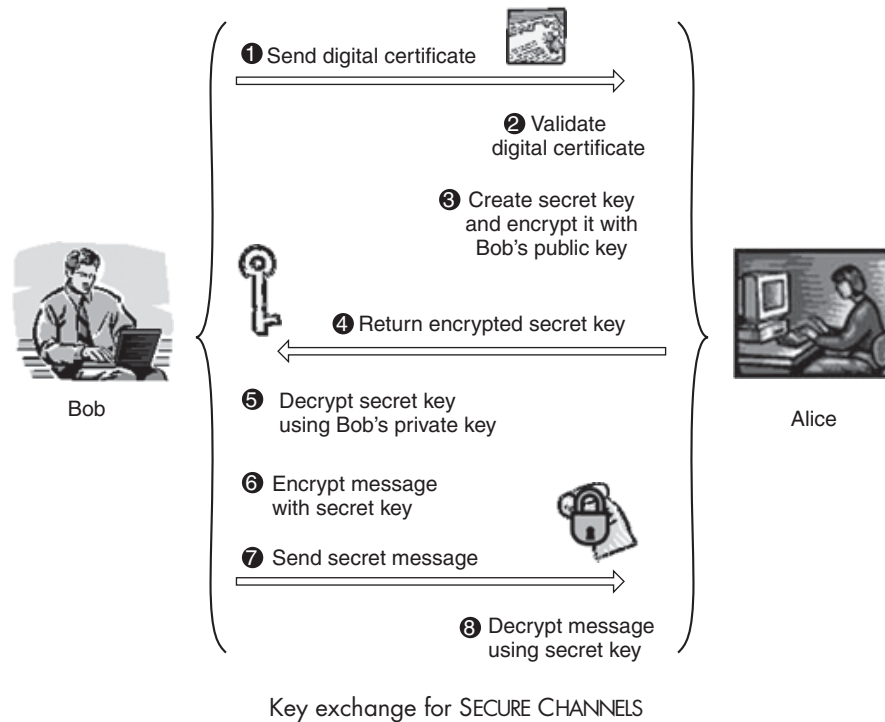 ❶ Send digital certificate
❷ Validate
digital certificate
❸ Create secret key
and encrypt it with
Bob's public key
❹ Return encrypted secret key
Bob
Alice
❺ Decrypt secret key
using Bob's private key
❻ Encrypt message
with secret key
❼ Send secret message
❽ Decrypt message
using secret key
Key exchange for SECURE CHANNELS